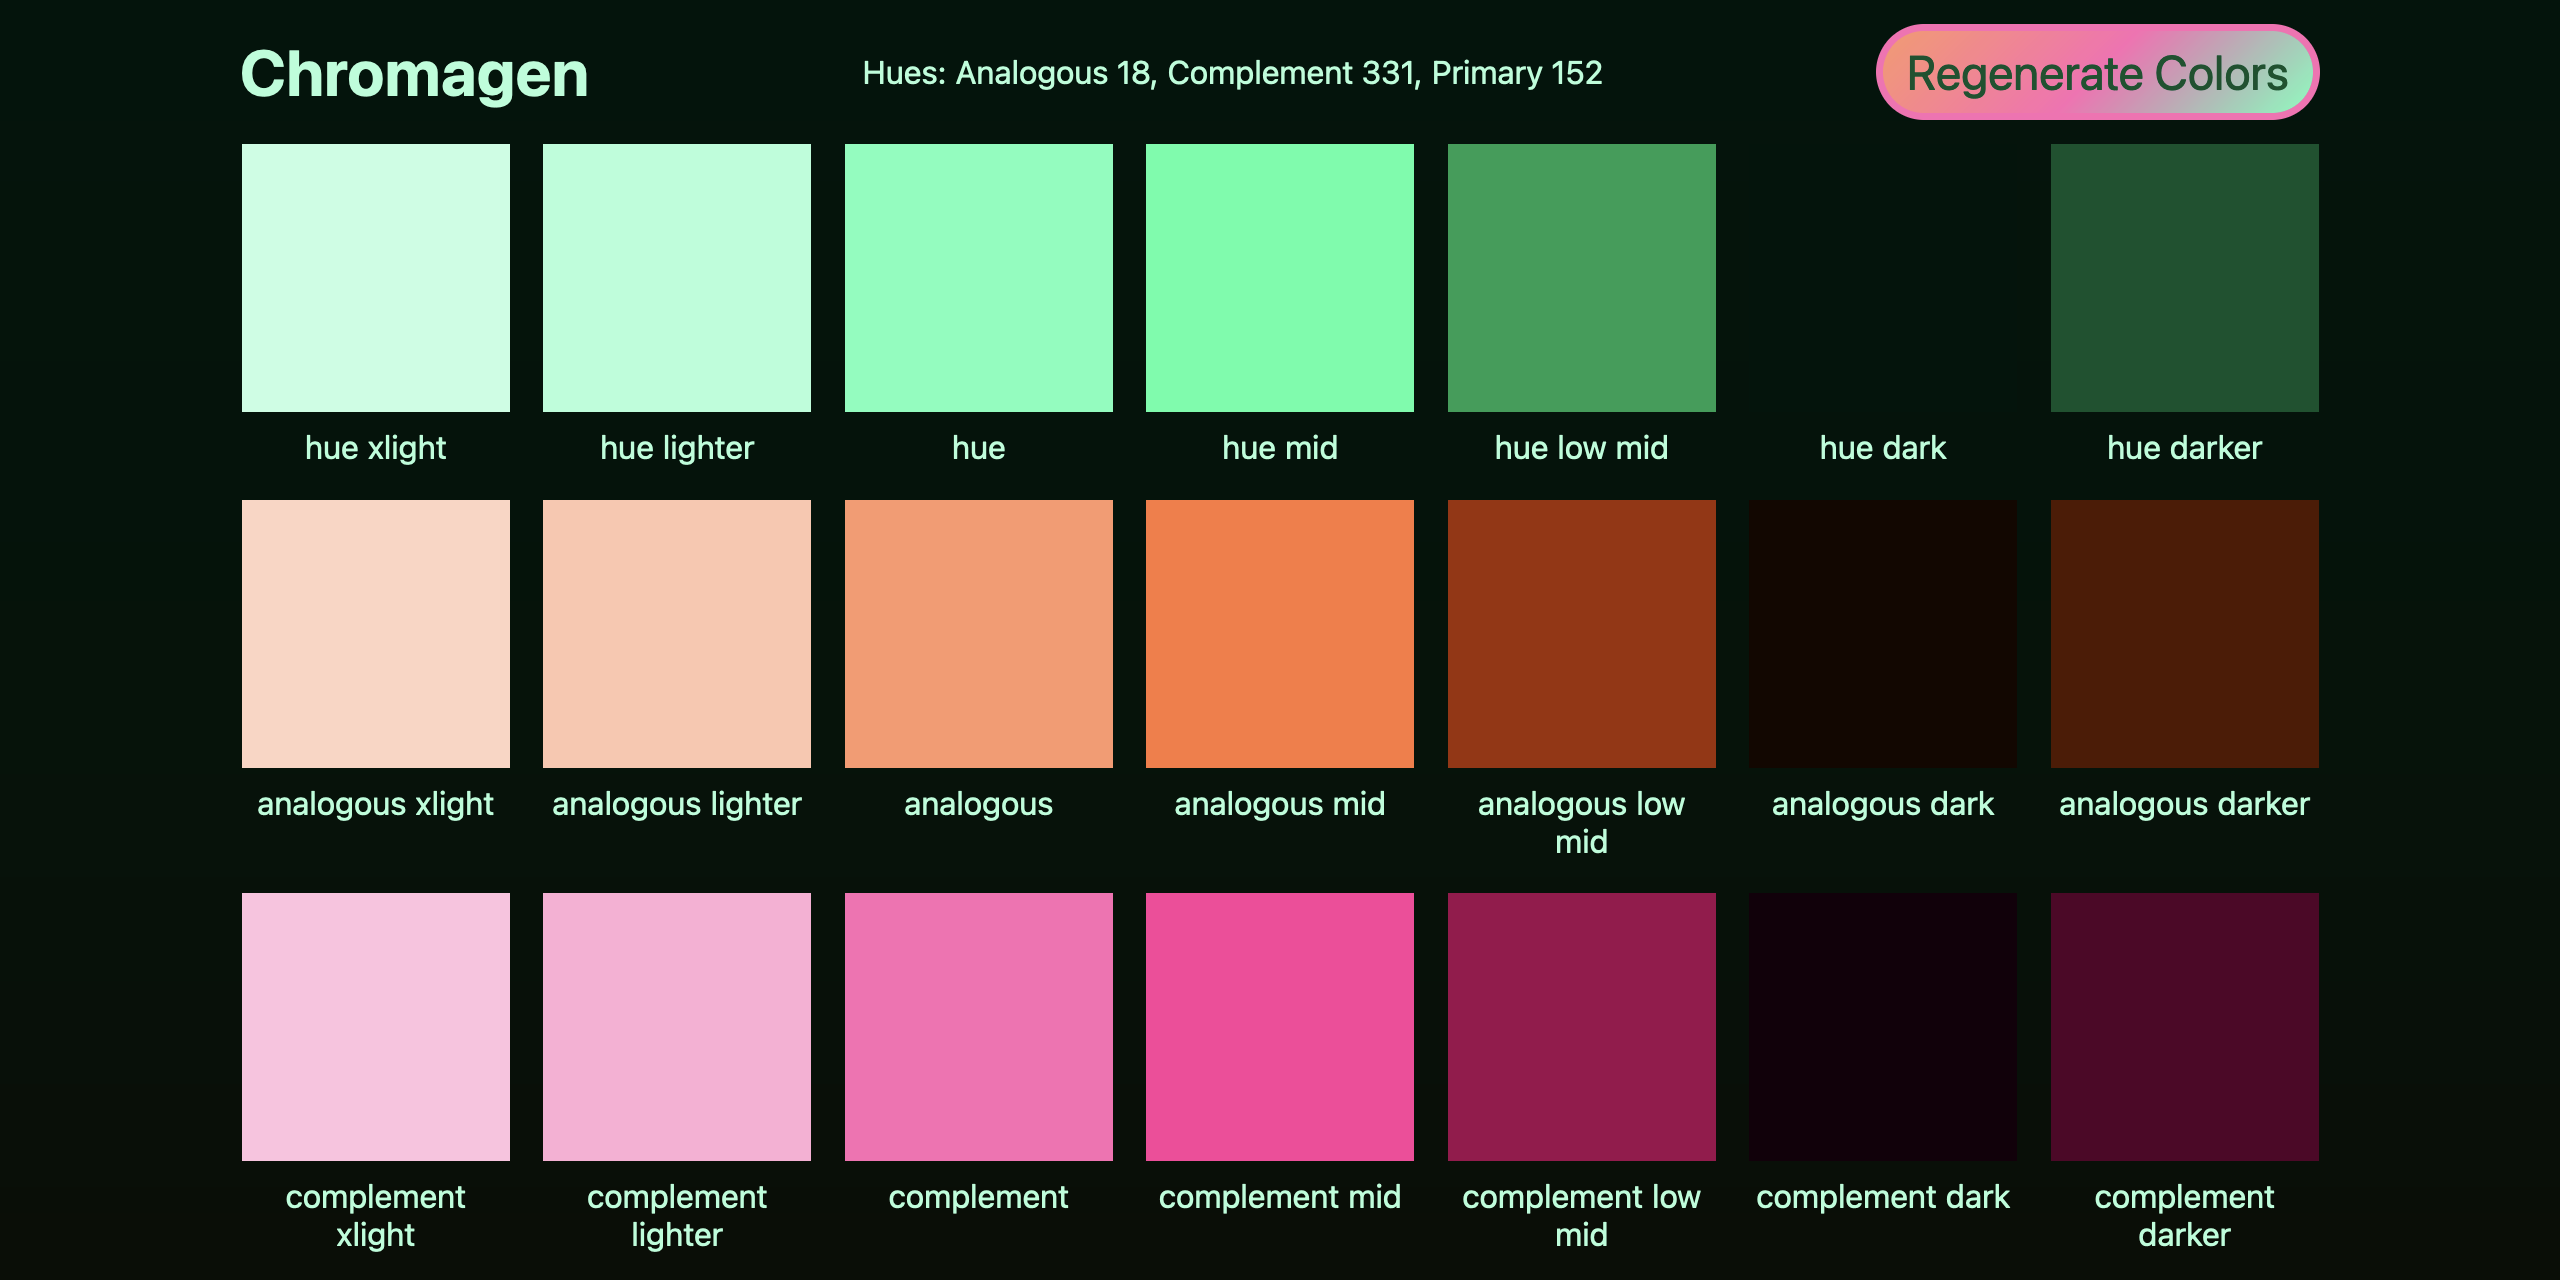 Chromagen
Hues: Analogous 18, Complement 331, Primary 152
Regenerate Colors
hue xlight
hue lighter
hue
hue mid
hue low mid
hue dark
hue darker
analogous xlight
analogous lighter
analogous
analogous mid
analogous low
mid
analogous dark
analogous darker
complement
xlight
complement
lighter
complement
complement mid
complement low
mid
complement dark
complement
darker